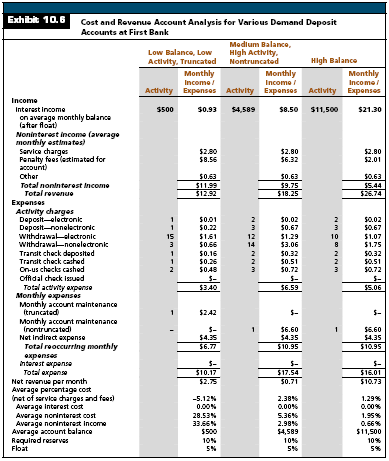 Exhibit 10.6 Cost and Revenue Account Analysis for Various Demand Deposit
Accounts at First Bank
Low Balance, Low Activity, Truncated Medium Balance, High Activity, Nontruncated High Balance
Activity Monthly Income / Expenses Activity Monthly Income / Expenses Activity Monthly Income / Expenses
Income
Interest income $500 $0.93 $4,589 $8.50 $11,500 $21.30
on average monthly balance
(after float)
Noninterest income (average
monthly estimates)
Service charges $2.80 $2.80 $2.80
Penalty fees (estimated for $8.56 $6.32 $2.01
account)
Other $0.63 $0.63 $0.63
Total noninterest income $11.99 $9.75 $5.44
Total revenue $12.92 $18.25 $26.74
Expenses
Activity charges
Deposit—electronic 1 $0.01 2 $0.02 2 $0.02
Deposit—nonelectronic 1 $0.22 3 $0.67 3 $0.67
Withdrawal—electronic 15 $1.61 12 $1.29 10 $1.07
Withdrawal—nonelectronic 3 $0.66 14 $3.06 8 $1.75
Transit check deposited 1 $0.16 2 $0.32 2 $0.32
Transit check cashed 1 $0.26 2 $0.51 2 $0.51
On-us checks cashed 2 $0.48 3 $0.72 3 $0.72
Official check issued $– $– $–
Total activity expense $3.40 $6.59 $5.06
Monthly expenses
Monthly account maintenance
(truncated) 1 $2.42 $– $–
Monthly account maintenance
(nontruncated) – $– 1 $6.60 1 $6.60
Net indirect expense $4.35 $4.35 $4.35
Total reoccurring monthly $6.77 $10.95 $10.95
expenses
Interest expense $– $– $–
Total expense $10.17 $17.54 $16.01
Net revenue per month $2.75 $0.71 $10.73
Average percentage cost
(net of service charges and fees) –5.12% 2.38% 1.29%
Average interest cost 0.00% 0.00% 0.00%
Average noninterest cost 28.53% 5.36% 1.95%
Average noninterest income 33.66% 2.98% 0.66%
Average account balance $500 $4,589 $11,500
Required reserves 10% 10% 10%
Float 5% 5% 5%